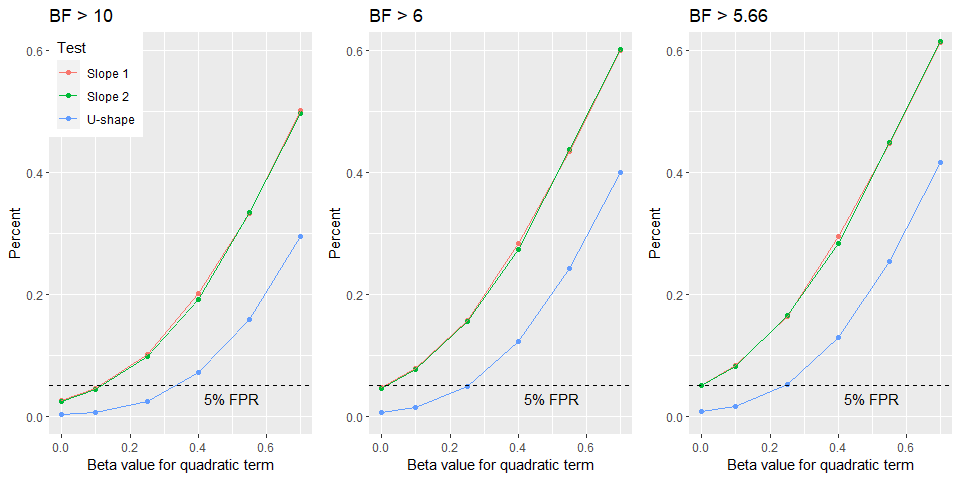 BF > 10
Test
Slope 1
Slope 2
U-shape
0.6
0.4
0.2
0.0
Percent
5% FPR
0.0 0.2 0.4 0.6
Beta value for quadratic term
BF > 6
0.6
0.4
0.2
0.0
Percent
5% FPR
0.0 0.2 0.4 0.6
Beta value for quadratic term
BF > 5.66
0.6
0.4
0.2
0.0
Percent
5% FPR
0.0 0.2 0.4 0.6
Beta value for quadratic term